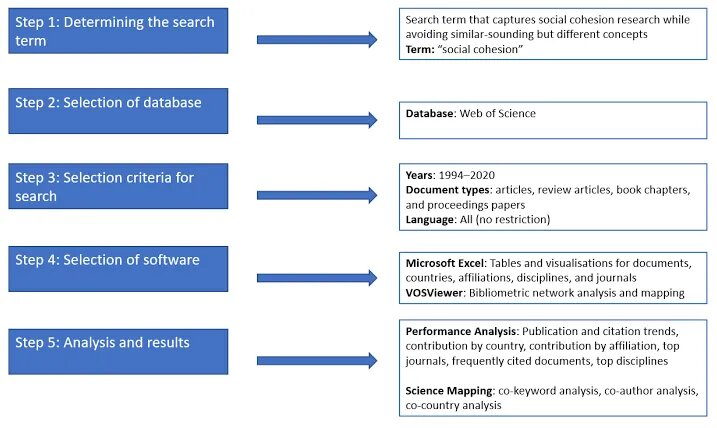 Step 1: Determining the search
term
Search term that captures social cohesion research while
avoiding similar-sounding but different concepts
Term: “social cohesion”
Step 2: Selection of database
Database: Web of Science
Step 3: Selection criteria for
search
Years: 1994–2020
Document types: articles, review articles, book chapters,
and proceedings papers
Language: All (no restriction)
Step 4: Selection of software
Microsoft Excel: Tables and visualisations for documents,
countries, affiliations, disciplines, and journals
VOSViewer: Bibliometric network analysis and mapping
Step 5: Analysis and results
Performance Analysis: Publication and citation trends,
contribution by country, contribution by affiliation, top
journals, frequently cited documents, top disciplines
Science Mapping: co-keyword analysis, co-author analysis,
co-country analysis